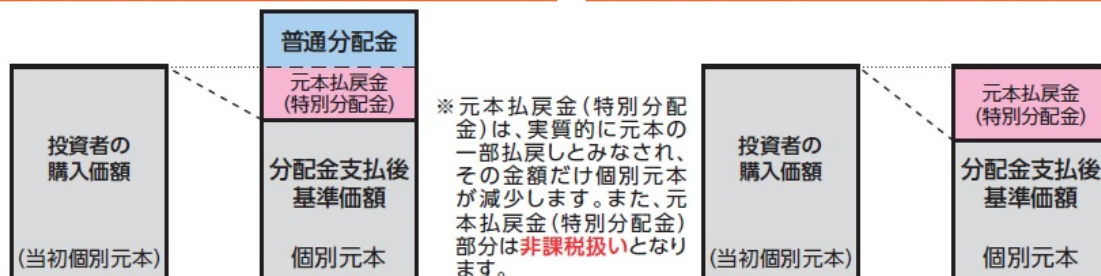 投資者の
購入価額
(当初個別元本)
普通分配金
元本払戻金
(特別分配金)
分配金支払後
基準価額
個別元本
※元本払戻金(特別分配
金)は、実質的に元本の
一部払戻しとみなされ、
その金額だけ個別元本
が減少します。また、元
本払戻金(特別分配金)
部分は非課税扱いとなり
ます。
投資者の
購入価額
(当初個別元本)
元本払戻金
(特別分配金)
分配金支払後
基準価額
個別元本